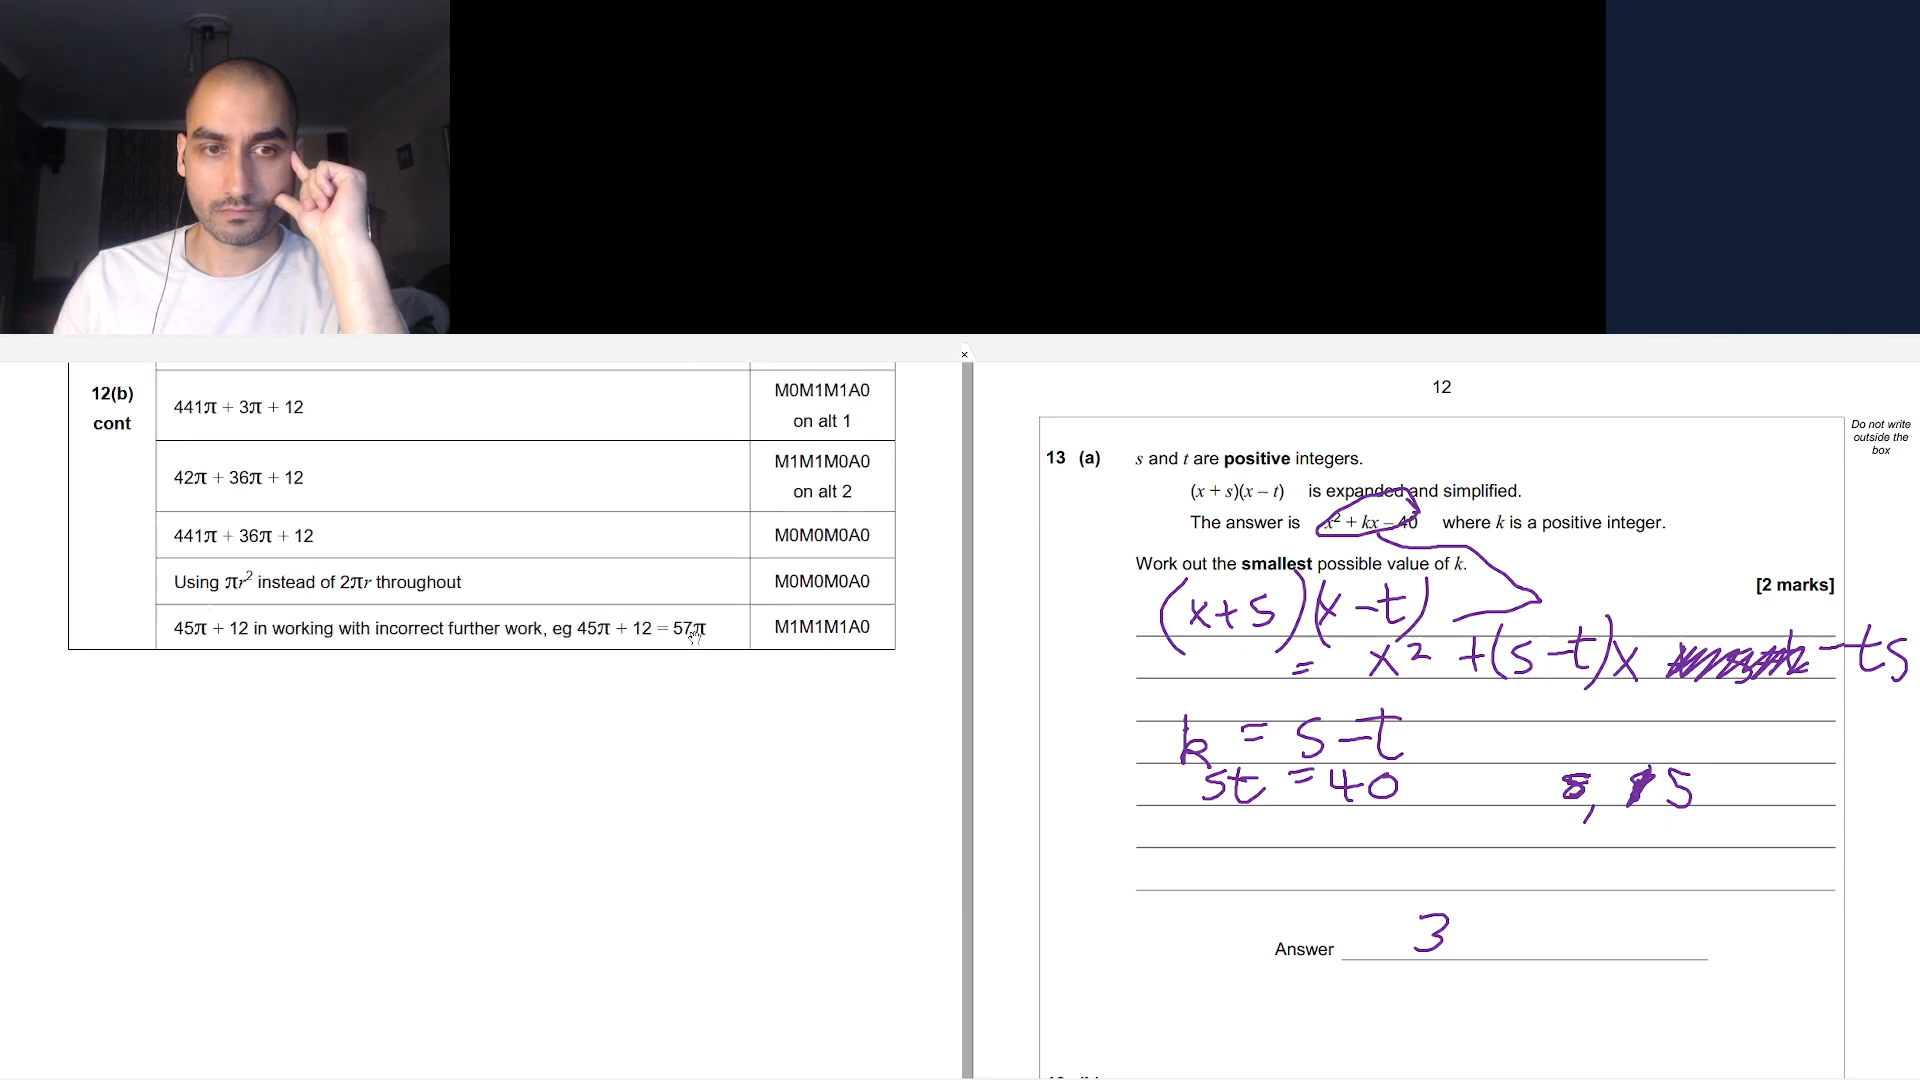 12(b)
cont
441π + 3π + 12
M0M1M1A0
on alt 1
42π + 36π + 12
M1M1M0A0
on alt 2
441π + 36π + 12
M0M0M0A0
Using πr² instead of 2πr throughout
M0M0M0A0
45π + 12 in working with incorrect further work, eg 45π + 12 = 57π
M1M1M1A0
×
12
Do not write
outside the
box
13 (a) s and t are positive integers.
(x + s)(x − t) is expanded and simplified.
The answer is x² + kx − 40 where k is a positive integer.
Work out the smallest possible value of k.
[2 marks]
(x+s)(x-t)
= x² +(s-t)x -ts
k = s-t
st = 40 8, 5
Answer 3